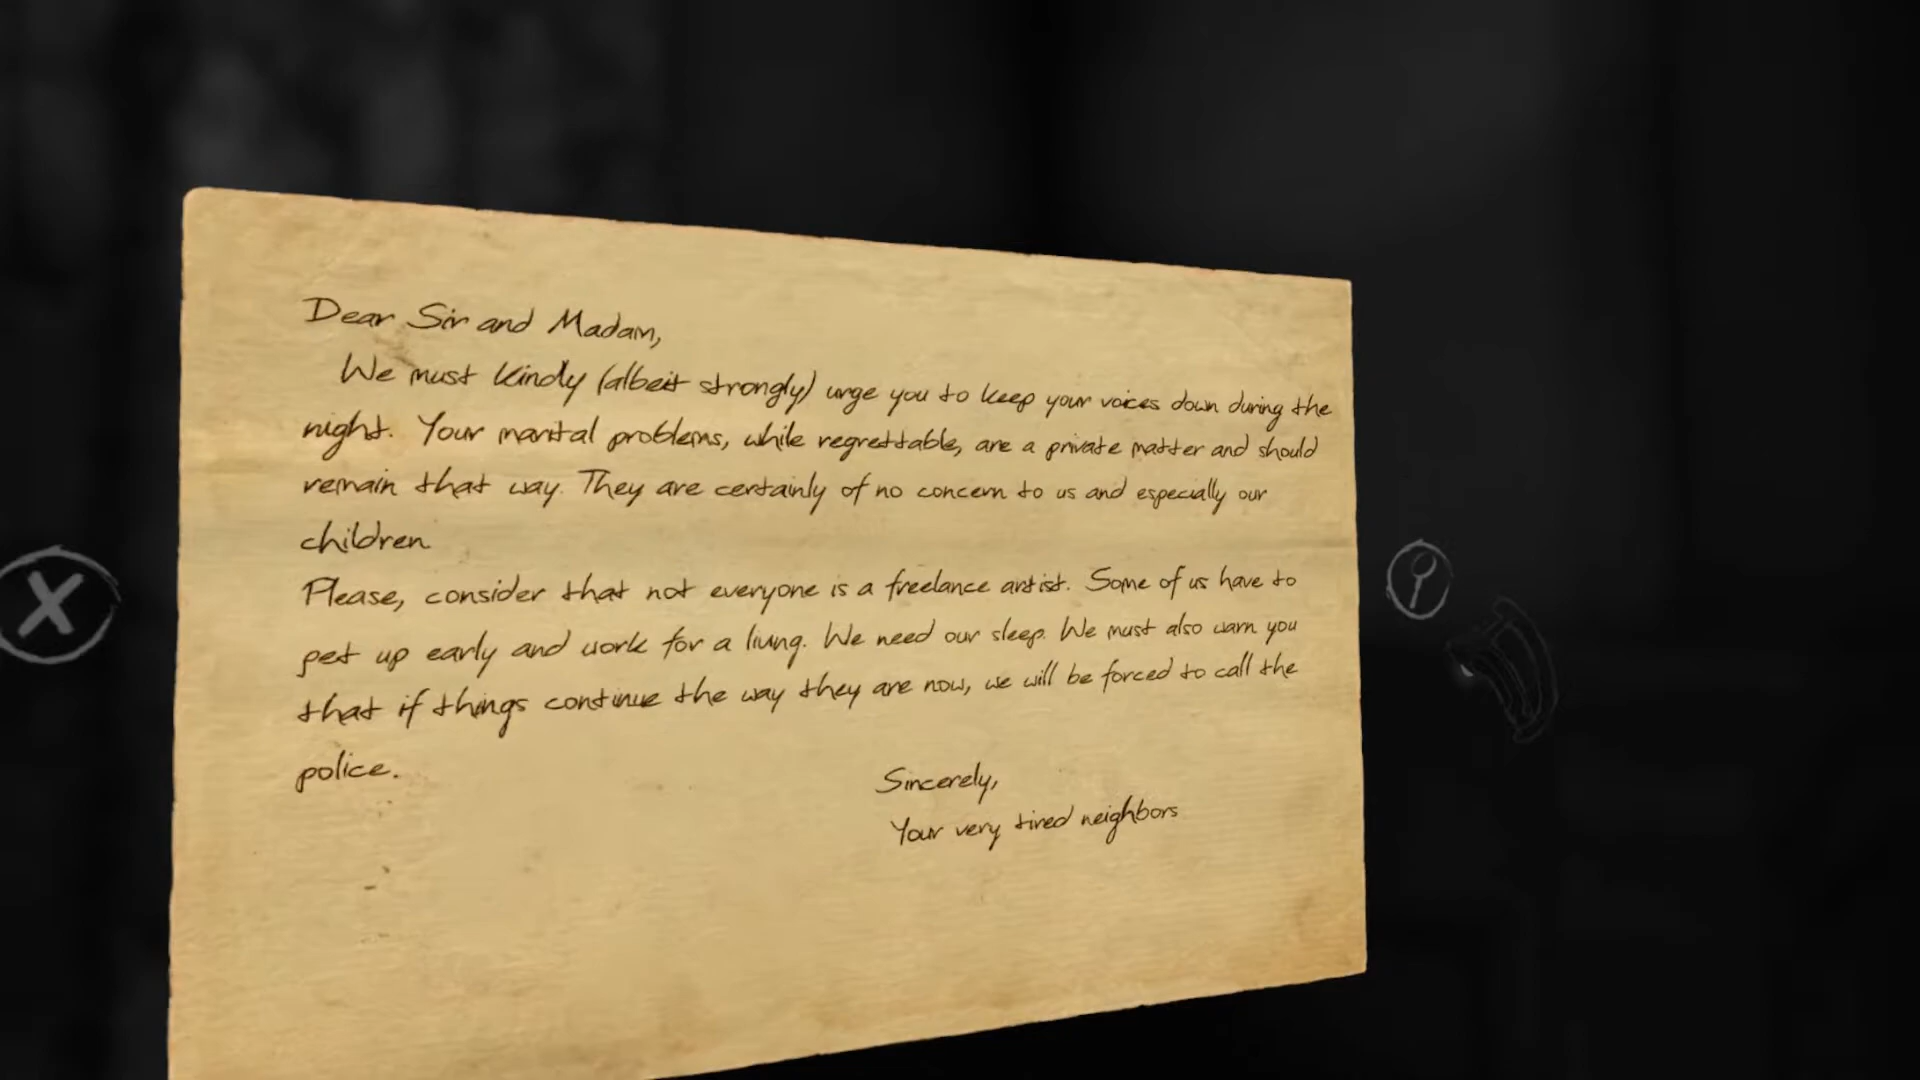 Dear Sir and Madam,
We must kindly (albeit strongly) urge you to keep your voices down during the
night. Your marital problems, while regrettable, are a private matter and should
remain that way. They are certainly of no concern to us and especially our
children.
Please, consider that not everyone is a freelance artist. Some of us have to
get up early and work for a living. We need our sleep. We must also warn you
that if things continue the way they are now, we will be forced to call the
police.
Sincerely,
Your very tired neighbors